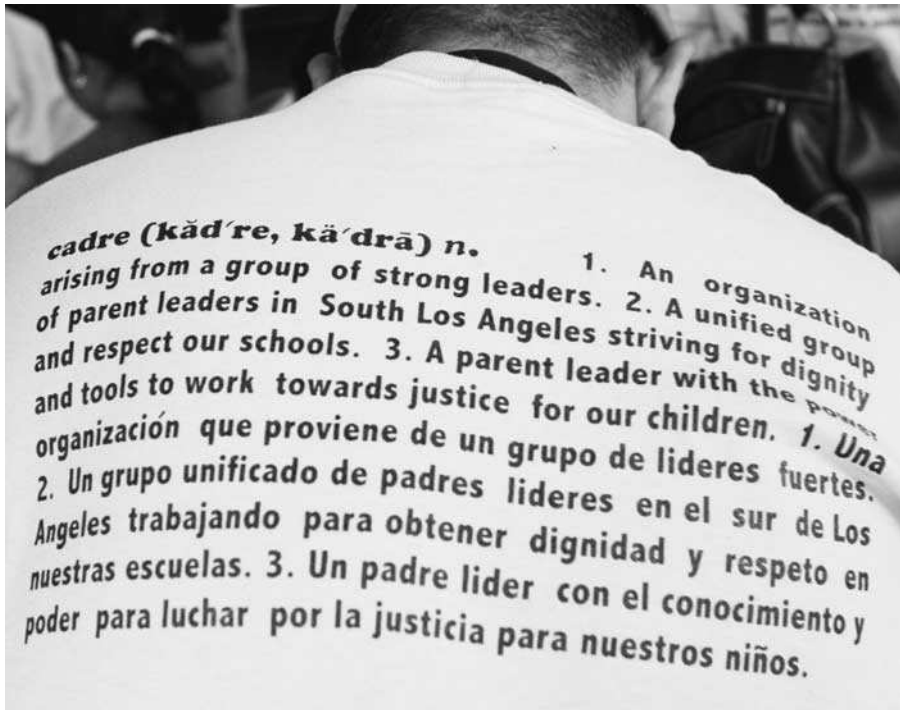 cadre (kăd´re, kä´drā) n. 1. An organization
arising from a group of strong leaders. 2. A unified group
of parent leaders in South Los Angeles striving for dignity
and respect our schools. 3. A parent leader with the power
and tools to work towards justice for our children. 1. Una
organización que proviene de un grupo de lideres fuertes.
2. Un grupo unificado de padres lideres en el sur de Los
Angeles trabajando para obtener dignidad y respeto en
nuestras escuelas. 3. Un padre lider con el conocimiento y
poder para luchar por la justicia para nuestros niños.